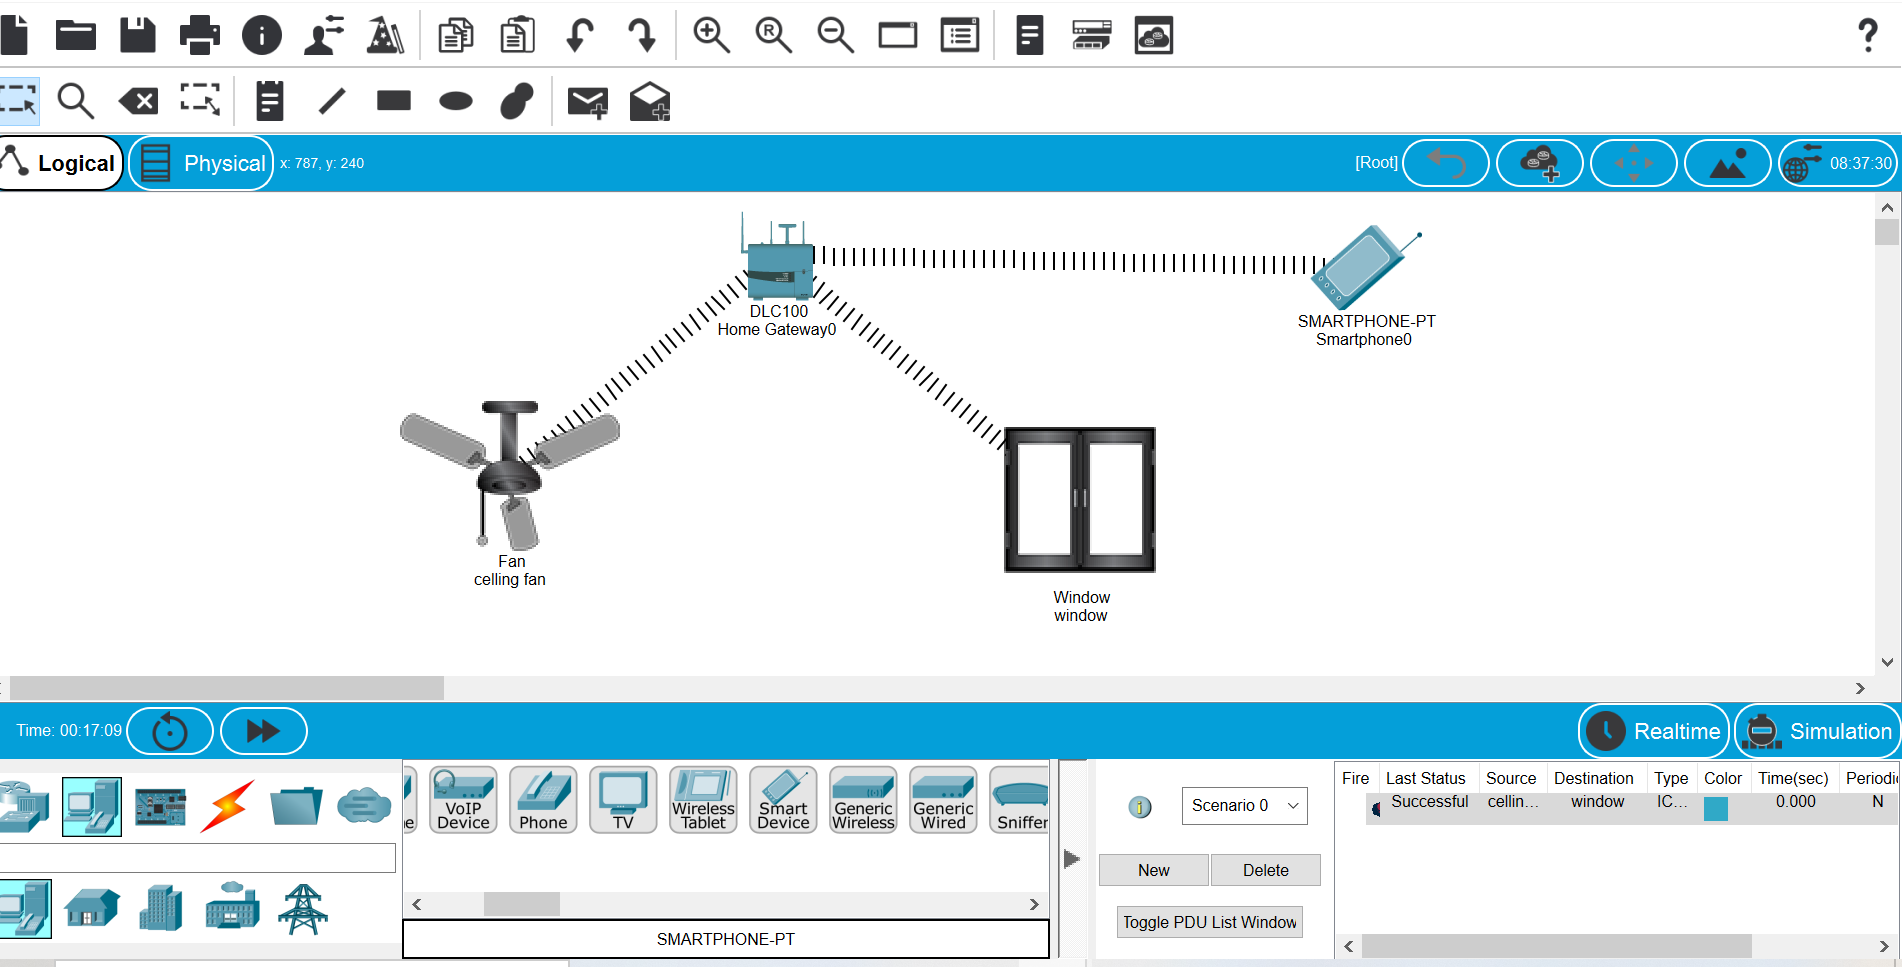 Logical
Physical
x: 787, y: 240
[Root]
08:37:30
DLC100
Home Gateway0
SMARTPHONE-PT
Smartphone0
Fan
celling fan
Window
window
Time: 00:17:09
Realtime
Simulation
VoIP
Device
Phone
TV
Wireless
Tablet
Smart
Device
Generic
Wireless
Generic
Wired
Sniffer
SMARTPHONE-PT
Scenario 0
New
Delete
Toggle PDU List Window
Fire Last Status Source Destination Type Color Time(sec) Periodic
Successful cellin... window IC... 0.000 N